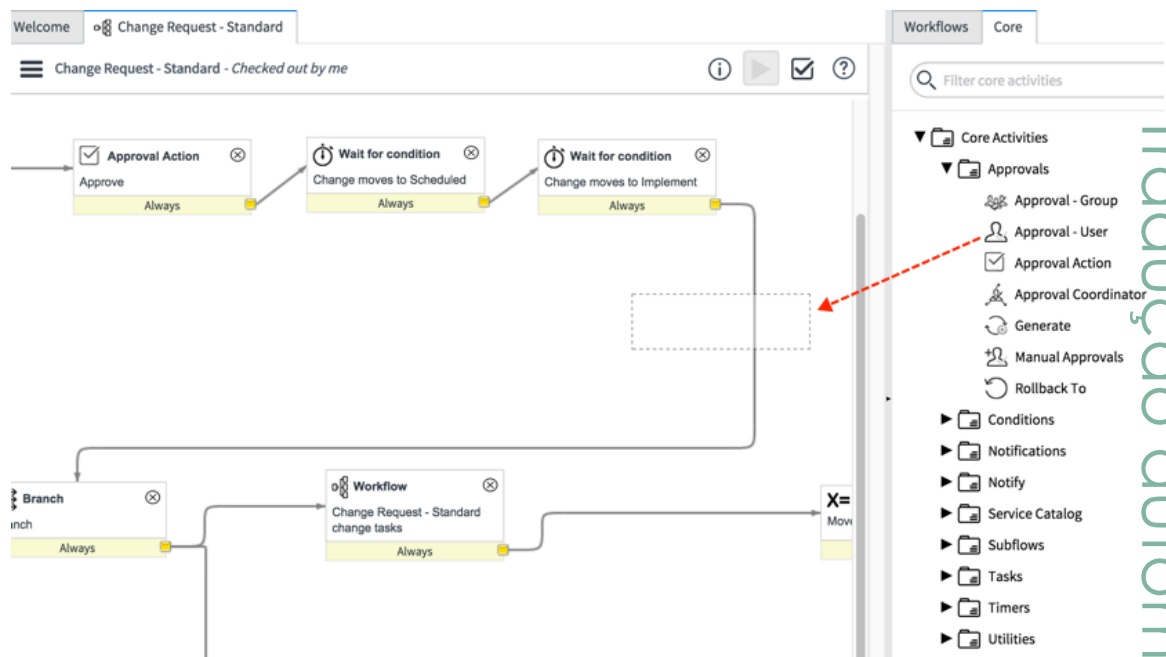 Welcome
Change Request - Standard
Workflows
Core
Change Request - Standard - Checked out by me
Filter core activities
Approval Action
Approve
Always
Wait for condition
Change moves to Scheduled
Always
Wait for condition
Change moves to Implement
Always
Core Activities
Approvals
Approval - Group
Approval - User
Approval Action
Approval Coordinator
Generate
Manual Approvals
Rollback To
Conditions
Notifications
Notify
Service Catalog
Subflows
Tasks
Timers
Utilities
Branch
Always
Workflow
Change Request - Standard
change tasks
Always
X=